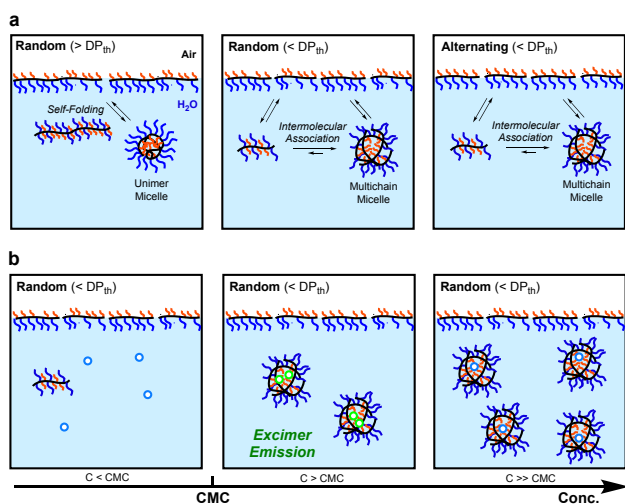 a
Random (> DPth)
Air
H2O
Self-Folding
Unimer
Micelle
Random (< DPth)
Intermolecular
Association
Multichain
Micelle
Alternating (< DPth)
Intermolecular
Association
Multichain
Micelle
b
Random (< DPth)
Random (< DPth)
Excimer
Emission
Random (< DPth)
C < CMC
C > CMC
C >> CMC
CMC
Conc.